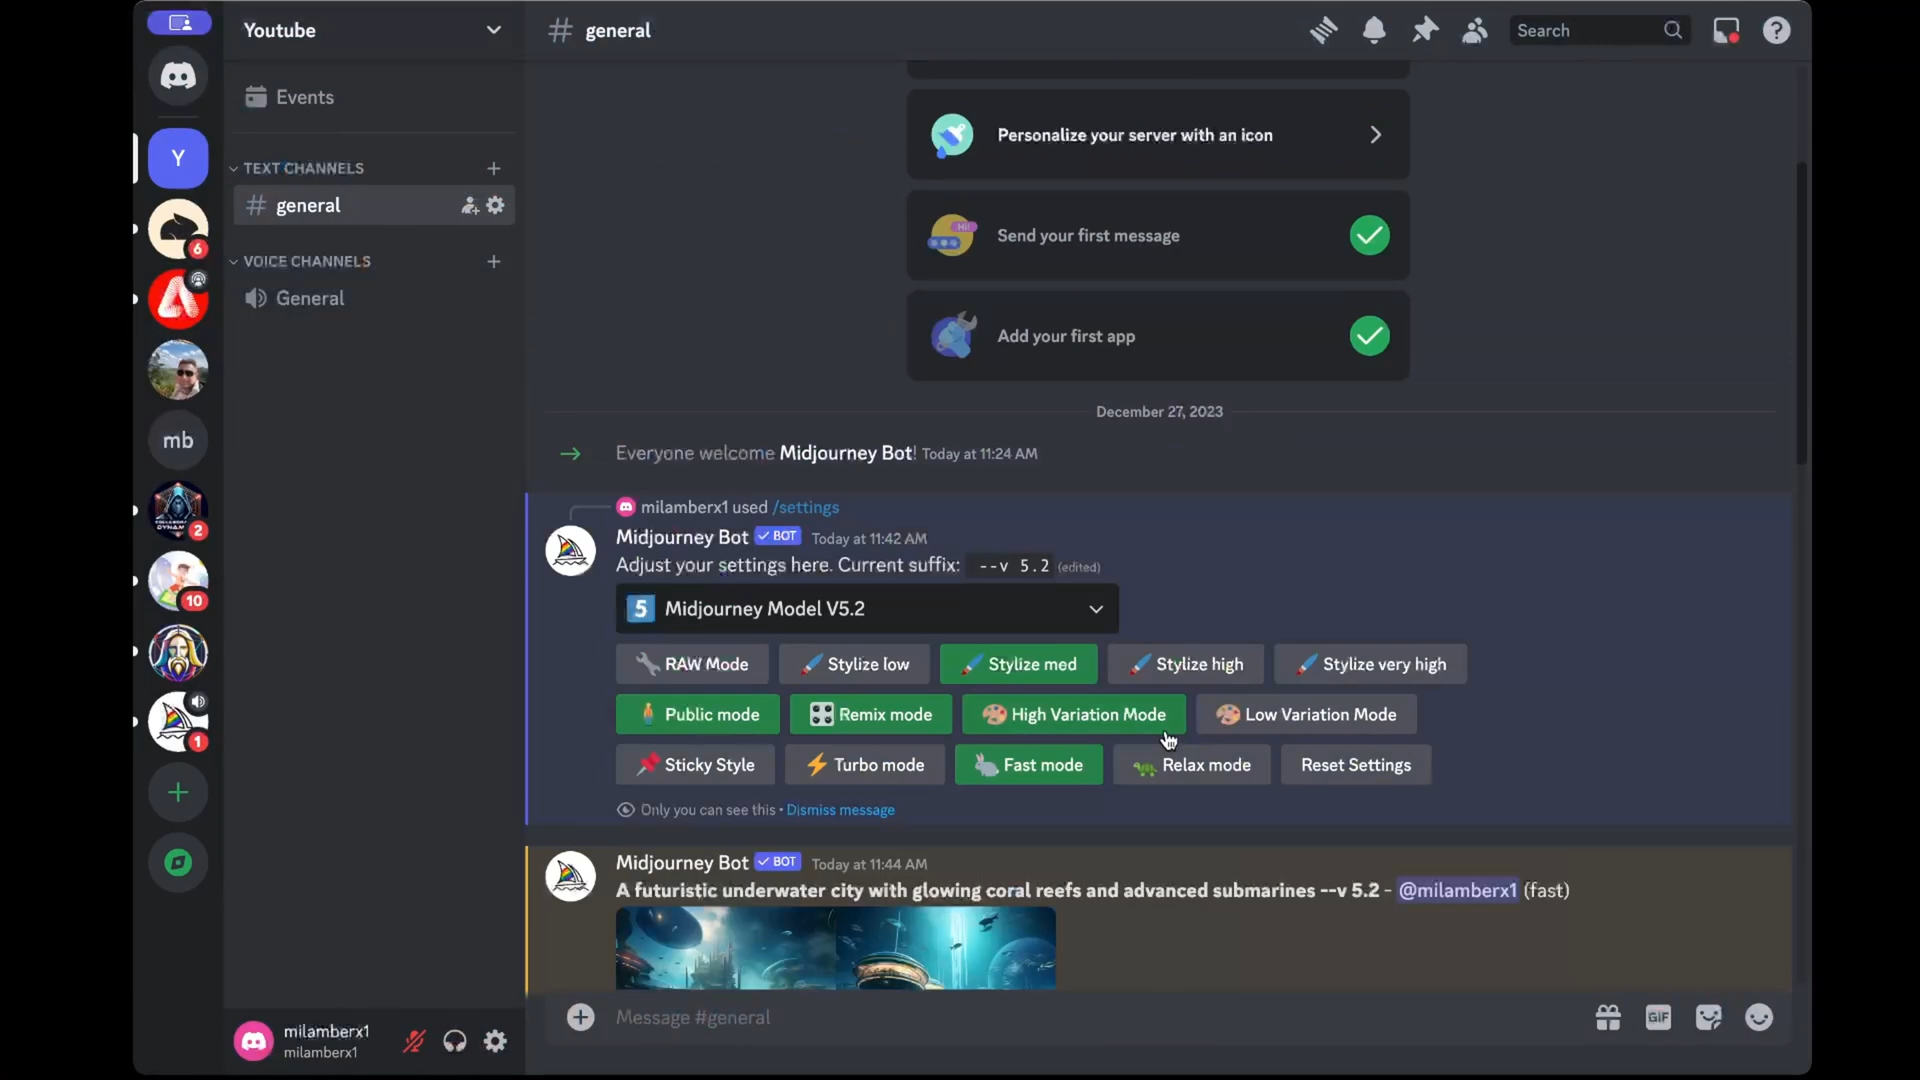 Youtube
general
Search
Events
TEXT CHANNELS
general
VOICE CHANNELS
General
Y
6
mb
2
10
1
Personalize your server with an icon
Hi!
Send your first message
Add your first app
December 27, 2023
Everyone welcome Midjourney Bot! Today at 11:24 AM
milamberx1 used /settings
Midjourney Bot BOT Today at 11:42 AM
Adjust your settings here. Current suffix: --v 5.2 (edited)
5 Midjourney Model V5.2
RAW Mode Stylize low Stylize med Stylize high Stylize very high
Public mode Remix mode High Variation Mode Low Variation Mode
Sticky Style Turbo mode Fast mode Relax mode Reset Settings
Only you can see this • Dismiss message
Midjourney Bot BOT Today at 11:44 AM
A futuristic underwater city with glowing coral reefs and advanced submarines --v 5.2 - @milamberx1 (fast)
Message #general
GIF
milamberx1
milamberx1